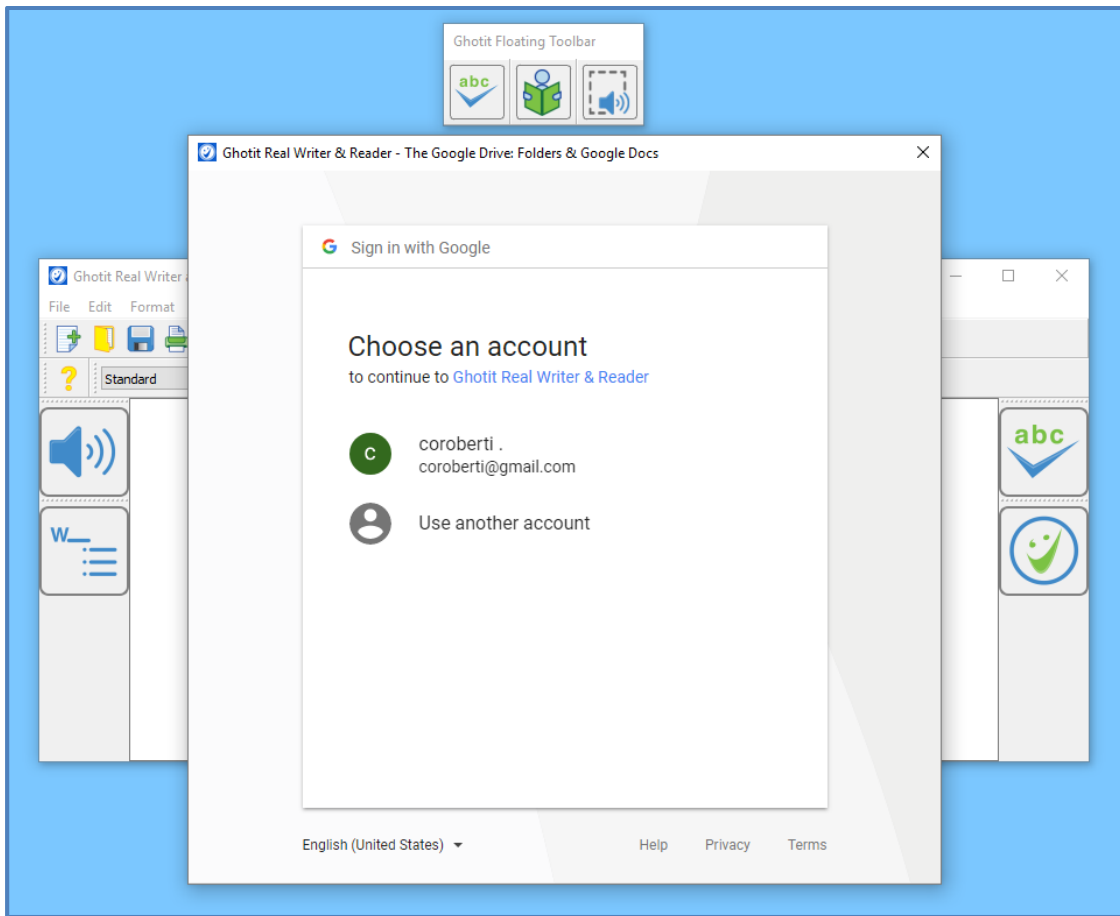 Ghotit Floating Toolbar
abc
Ghotit Real Writer & Reader - The Google Drive: Folders & Google Docs
Sign in with Google
Ghotit Real Writer
File Edit Format
Choose an account
to continue to Ghotit Real Writer & Reader
Standard
C
coroberti .
coroberti@gmail.com
abc
Use another account
W
English (United States)
Help Privacy Terms